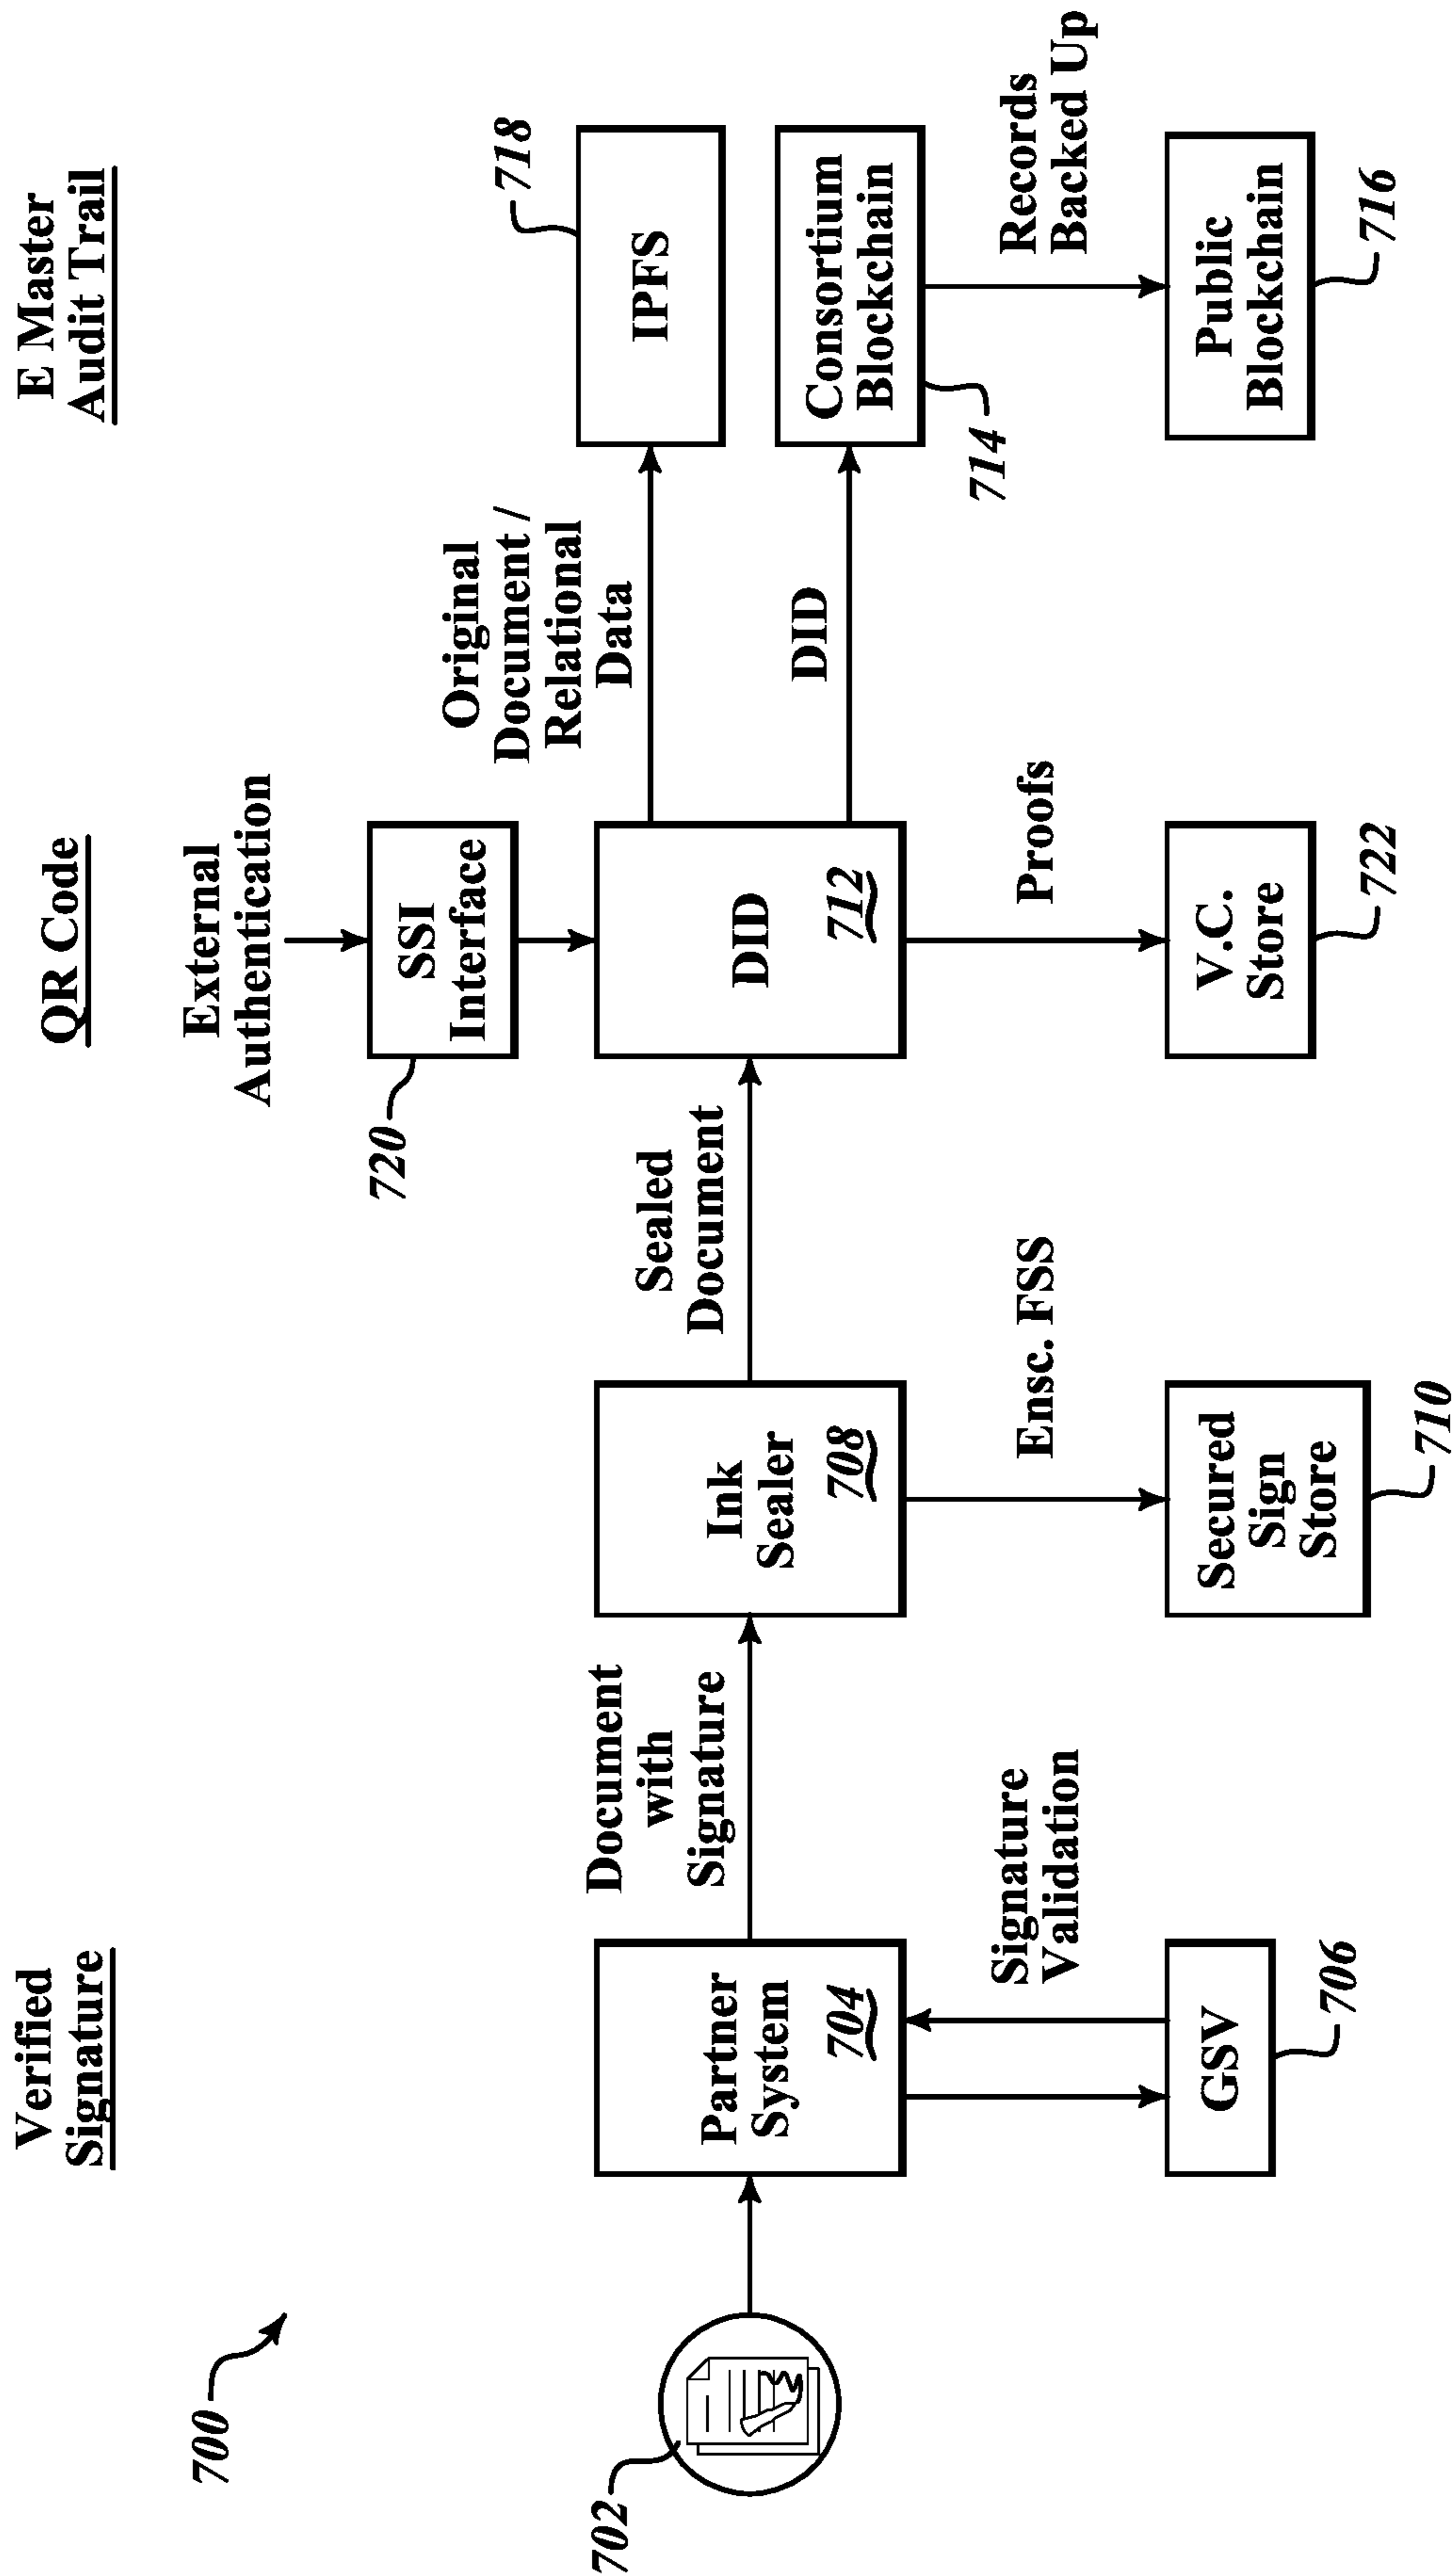 Verified
Signature
QR Code
E Master
Audit Trail
700
External
Authentication
720
SSI
Interface
702
Partner
System
704
Document
with
Signature
Ink
Sealer
708
Sealed
Document
DID
712
Original
Document /
Relational
Data
IPFS
718
DID
Consortium
Blockchain
714
Signature
Validation
GSV
706
Ensc. FSS
Secured
Sign
Store
710
Proofs
V.C.
Store
722
Records
Backed Up
Public
Blockchain
716